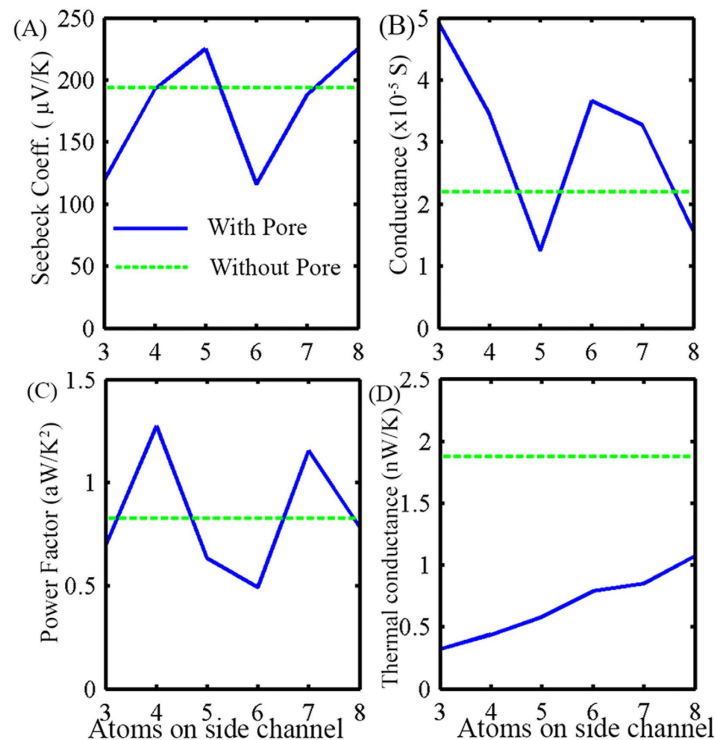 (A)
Seebeck Coeff. ( μV/K)
250
200
150
100
50
0
3 4 5 6 7 8
With Pore
Without Pore
(B)
Conductance (x10⁻⁵ S)
5
4
3
2
1
0
3 4 5 6 7 8
(C)
Power Factor (aW/K²)
1.5
1
0.5
0
3 4 5 6 7 8
Atoms on side channel
(D)
Thermal conductance (nW/K)
2.5
2
1.5
1
0.5
0
3 4 5 6 7 8
Atoms on side channel